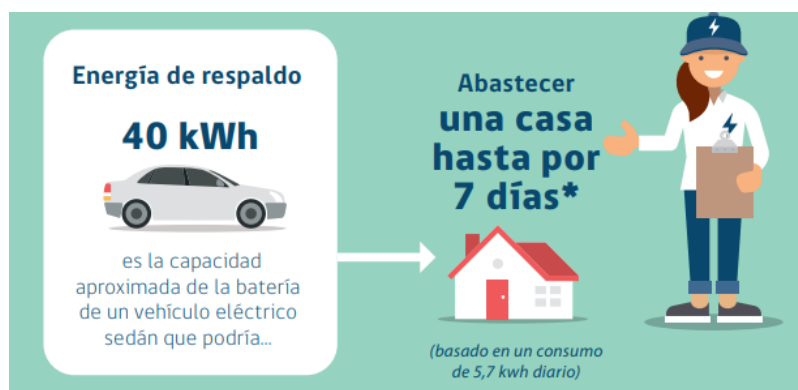 Energía de respaldo
40 kWh
es la capacidad
aproximada de la batería
de un vehículo eléctrico
sedán que podría...
Abastecer
una casa
hasta por
7 días*
(basado en un consumo
de 5,7 kwh diario)